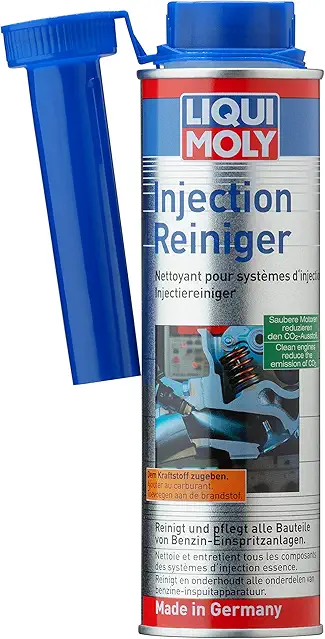 LIQUI
MOLY
Injection
Reiniger
Nettoyant pour systèmes d'injection
Injectiereiniger
Saubere Motoren
reduzieren
den CO₂-Ausstoß.
Clean engines
reduce the
emission of CO₂
Dem Kraftstoff zugeben.
Ajouter au carburant.
Toevoegen aan de brandstof.
Reinigt und pflegt alle Bauteile
von Benzin-Einspritzanlagen.
Nettoie et entretient tous les composants
des systèmes d'injection essence.
Reinigt en onderhoudt alle onderdelen van
benzine-inspuitapparatuur.
Made in Germany